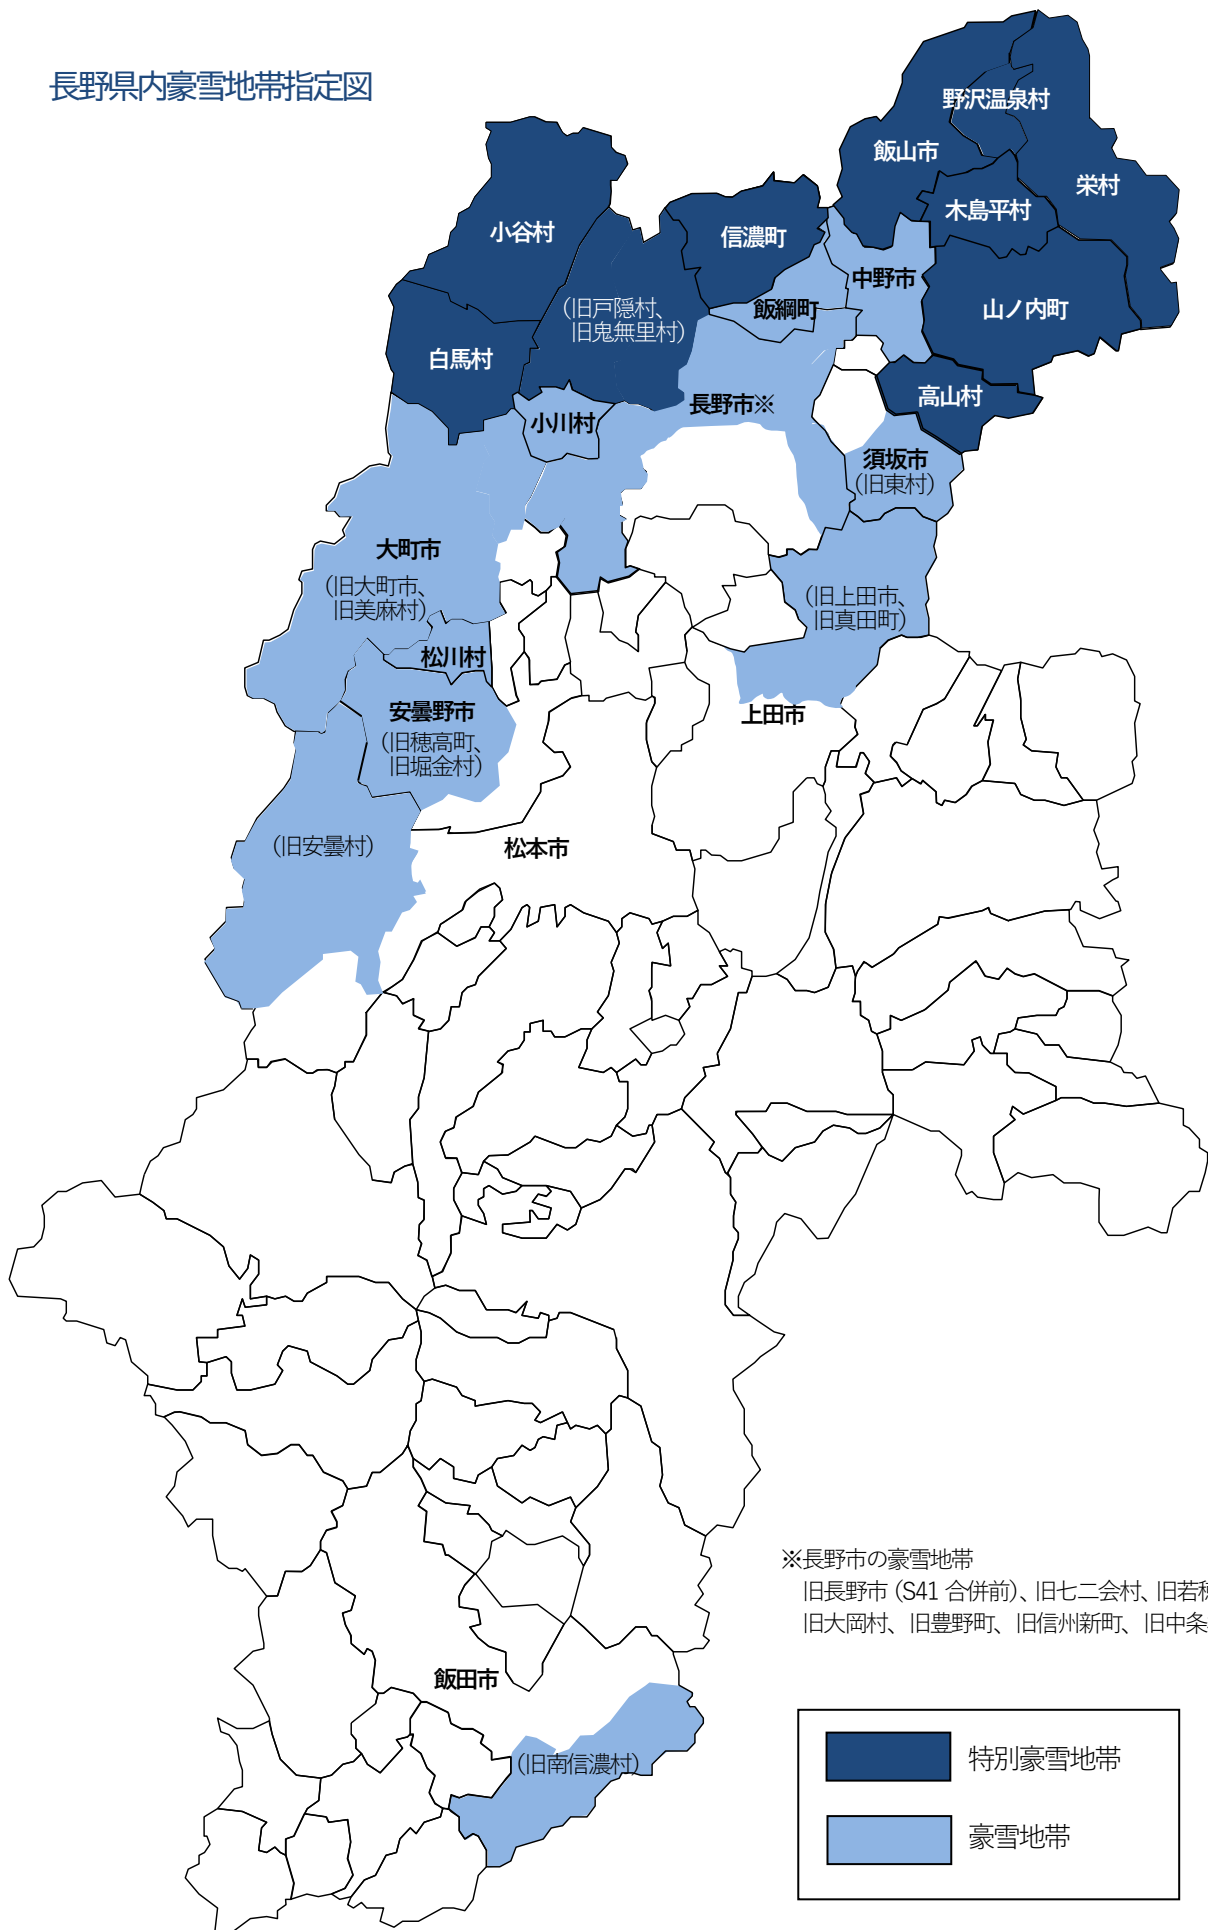 長野県内豪雪地帯指定図
野沢温泉村
飯山市
栄村
木島平村
小谷村
信濃町
中野市
山ノ内町
飯綱町
(旧戸隠村、
旧鬼無里村)
白馬村
高山村
長野市※
小川村
須坂市
(旧東村)
大町市
(旧大町市、
旧美麻村)
(旧上田市、
旧真田町)
松川村
安曇野市
(旧穂高町、
旧堀金村)
上田市
(旧安曇村)
松本市
※長野市の豪雪地帯
旧長野市 (S41 合併前)、旧七二会村、旧若穂
旧大岡村、旧豊野町、旧信州新町、旧中条
飯田市
(旧南信濃村)
特別豪雪地帯
豪雪地帯